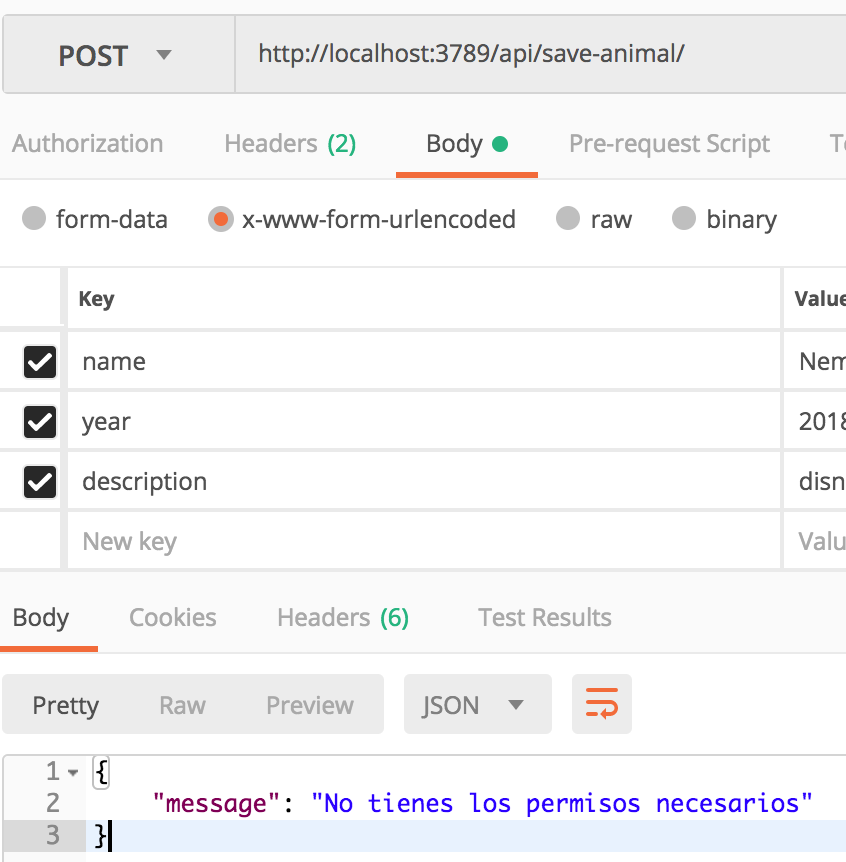 POST http://localhost:3789/api/save-animal/
Authorization Headers (2) Body Pre-request Script
form-data x-www-form-urlencoded raw binary
Key Value
name Nem
year 2018
description disn
New key Valu
Body Cookies Headers (6) Test Results
Pretty Raw Preview JSON
1 {
2 "message": "No tienes los permisos necesarios"
3 }